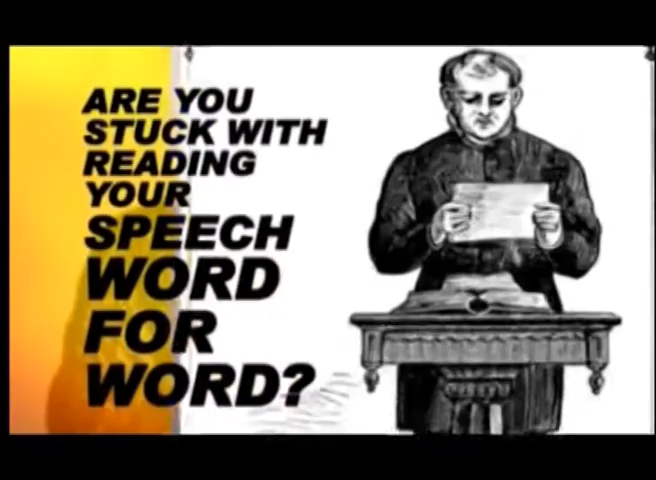 ARE YOU
STUCK WITH
READING
YOUR
SPEECH
WORD
FOR
WORD?